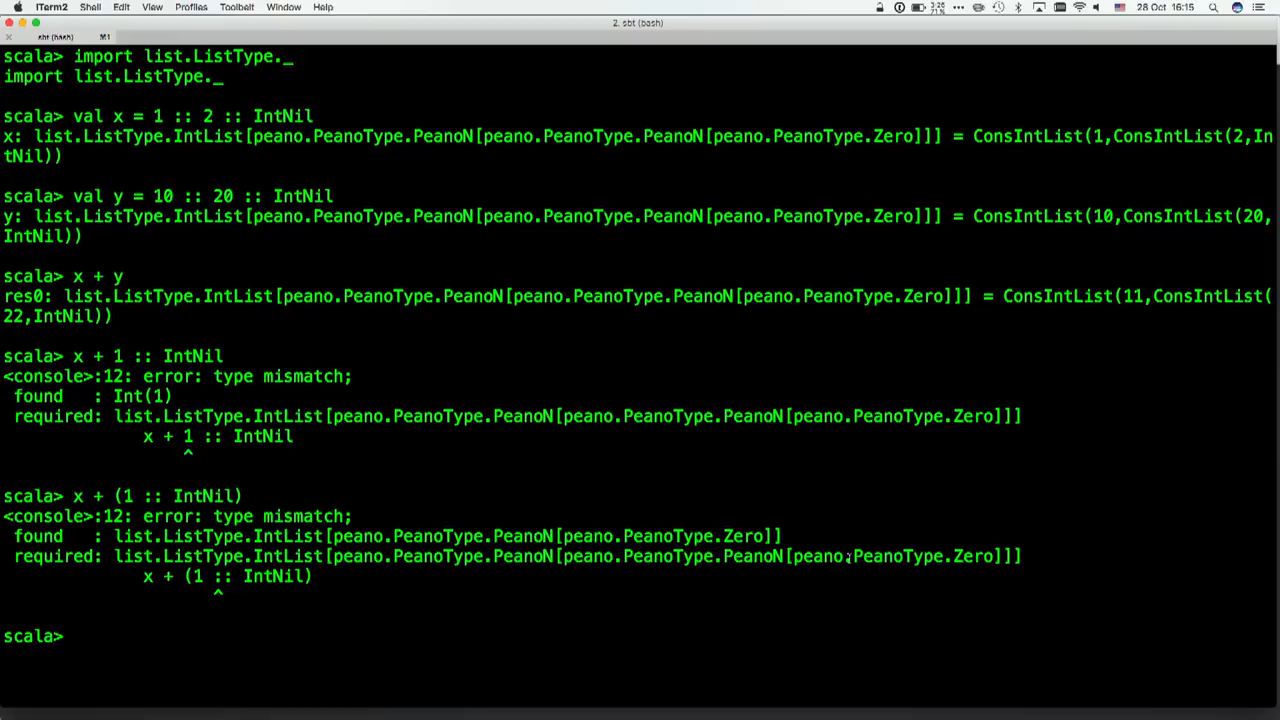 iTerm2 Shell Edit View Profiles Toolbelt Window Help 3:26 71% 28 Oct 16:15
2. sbt (bash)
sbt (bash) ⌘1
scala> import list.ListType._
import list.ListType._
scala> val x = 1 :: 2 :: IntNil
x: list.ListType.IntList[peano.PeanoType.PeanoN[peano.PeanoType.PeanoN[peano.PeanoType.Zero]]] = ConsIntList(1,ConsIntList(2,In
tNil))
scala> val y = 10 :: 20 :: IntNil
y: list.ListType.IntList[peano.PeanoType.PeanoN[peano.PeanoType.PeanoN[peano.PeanoType.Zero]]] = ConsIntList(10,ConsIntList(20,
IntNil))
scala> x + y
res0: list.ListType.IntList[peano.PeanoType.PeanoN[peano.PeanoType.PeanoN[peano.PeanoType.Zero]]] = ConsIntList(11,ConsIntList(
22,IntNil))
scala> x + 1 :: IntNil
<console>:12: error: type mismatch;
found   : Int(1)
required: list.ListType.IntList[peano.PeanoType.PeanoN[peano.PeanoType.PeanoN[peano.PeanoType.Zero]]]
x + 1 :: IntNil
^
scala> x + (1 :: IntNil)
<console>:12: error: type mismatch;
found   : list.ListType.IntList[peano.PeanoType.PeanoN[peano.PeanoType.Zero]]
required: list.ListType.IntList[peano.PeanoType.PeanoN[peano.PeanoType.PeanoN[peano.PeanoType.Zero]]]
x + (1 :: IntNil)
^
scala>